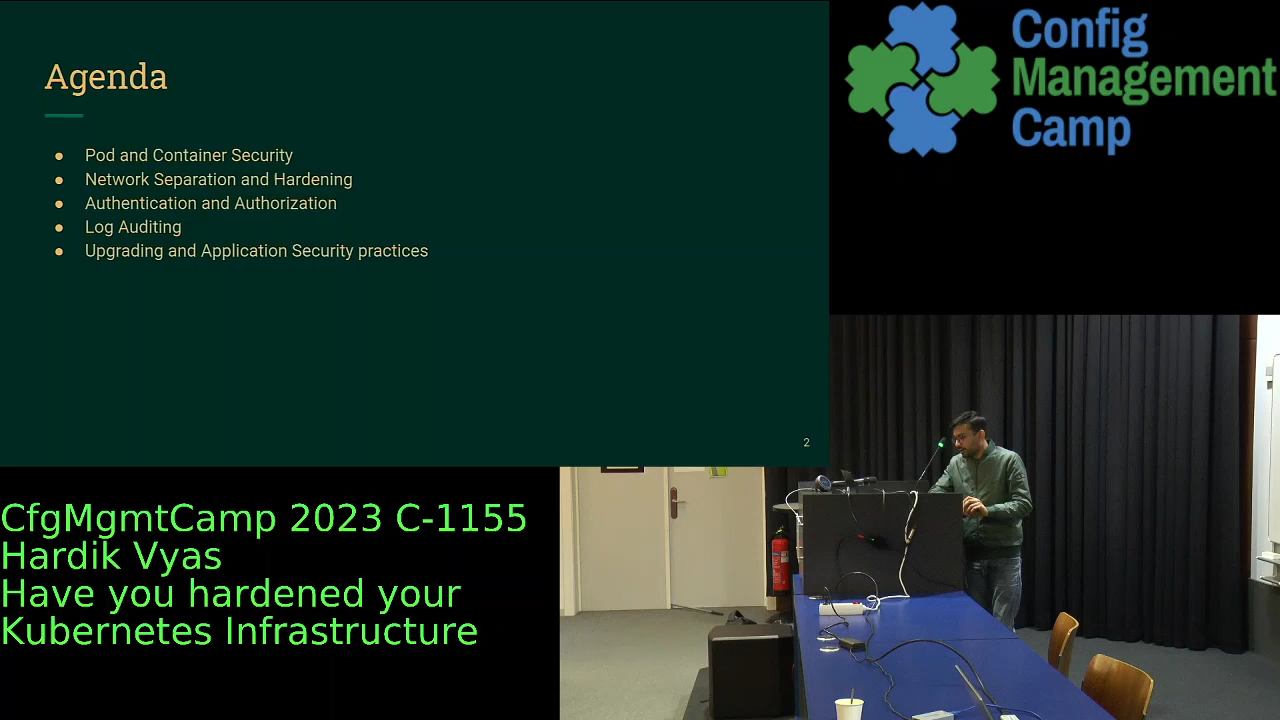 Agenda
● Pod and Container Security
● Network Separation and Hardening
● Authentication and Authorization
● Log Auditing
● Upgrading and Application Security practices
2
Config
Management
Camp
CfgMgmtCamp 2023 C-1155
Hardik Vyas
Have you hardened your
Kubernetes Infrastructure